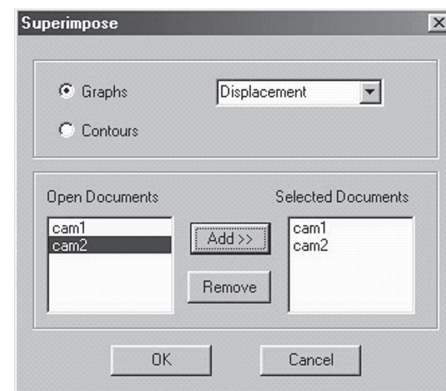 Superimpose
Graphs
Displacement
Contours
Open Documents
Selected Documents
cam1
cam2
Add >>
Remove
cam1
cam2
OK
Cancel